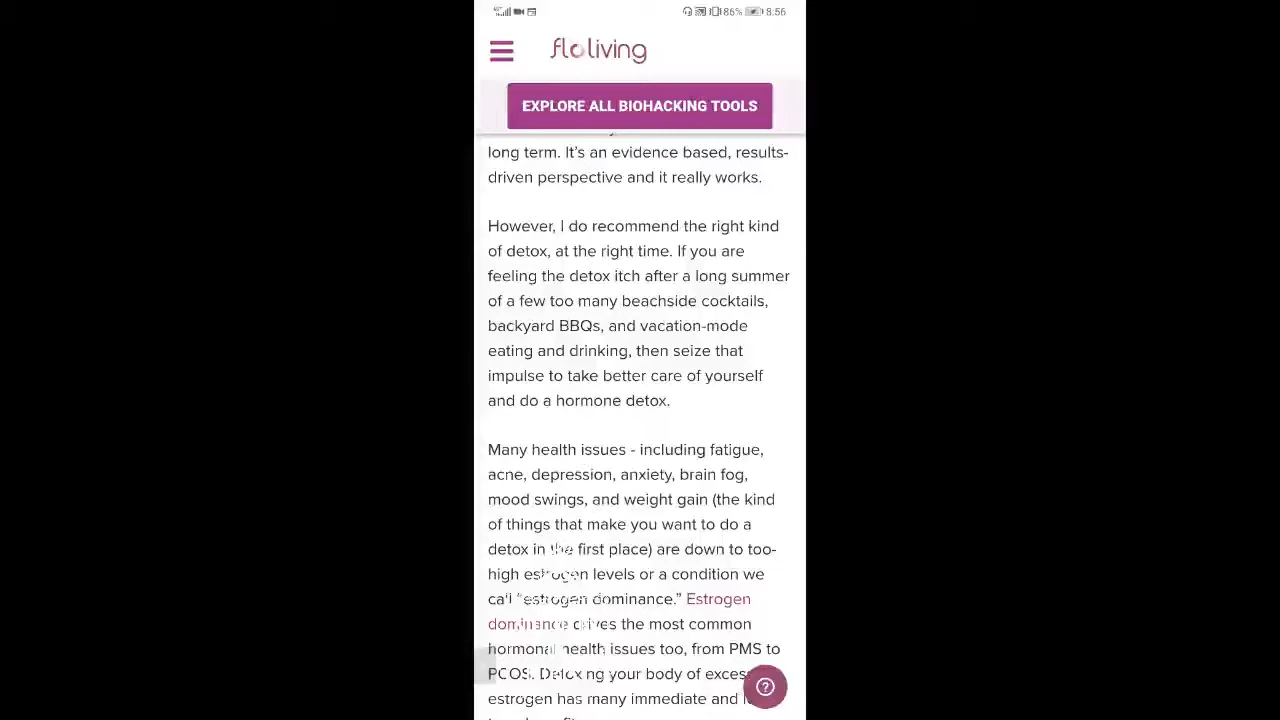 86% 8:56
floliving
EXPLORE ALL BIOHACKING TOOLS
long term. It’s an evidence based, results-
driven perspective and it really works.
However, I do recommend the right kind
of detox, at the right time. If you are
feeling the detox itch after a long summer
of a few too many beachside cocktails,
backyard BBQs, and vacation-mode
eating and drinking, then seize that
impulse to take better care of yourself
and do a hormone detox.
Many health issues - including fatigue,
acne, depression, anxiety, brain fog,
mood swings, and weight gain (the kind
of things that make you want to do a
detox in the first place) are down to too-
high estrogen levels or a condition we
call “estrogen dominance.” Estrogen
dominance drives the most common
hormonal health issues too, from PMS to
PCOS. Detoxing your body of excess
estrogen has many immediate and